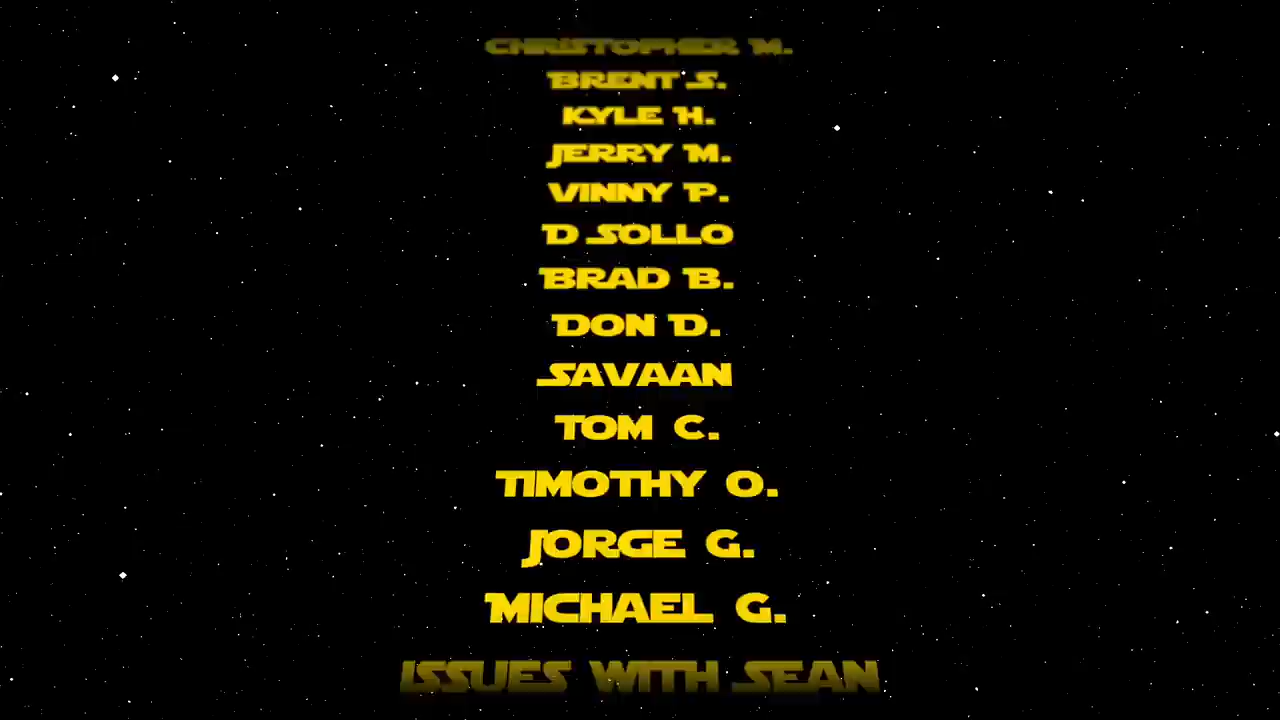 Christopher M.
Brent S.
Kyle H.
Jerry M.
Vinny P.
D Sollo
Brad B.
Don D.
Savaan
Tom C.
Timothy O.
Jorge G.
Michael G.
Issues with Sean